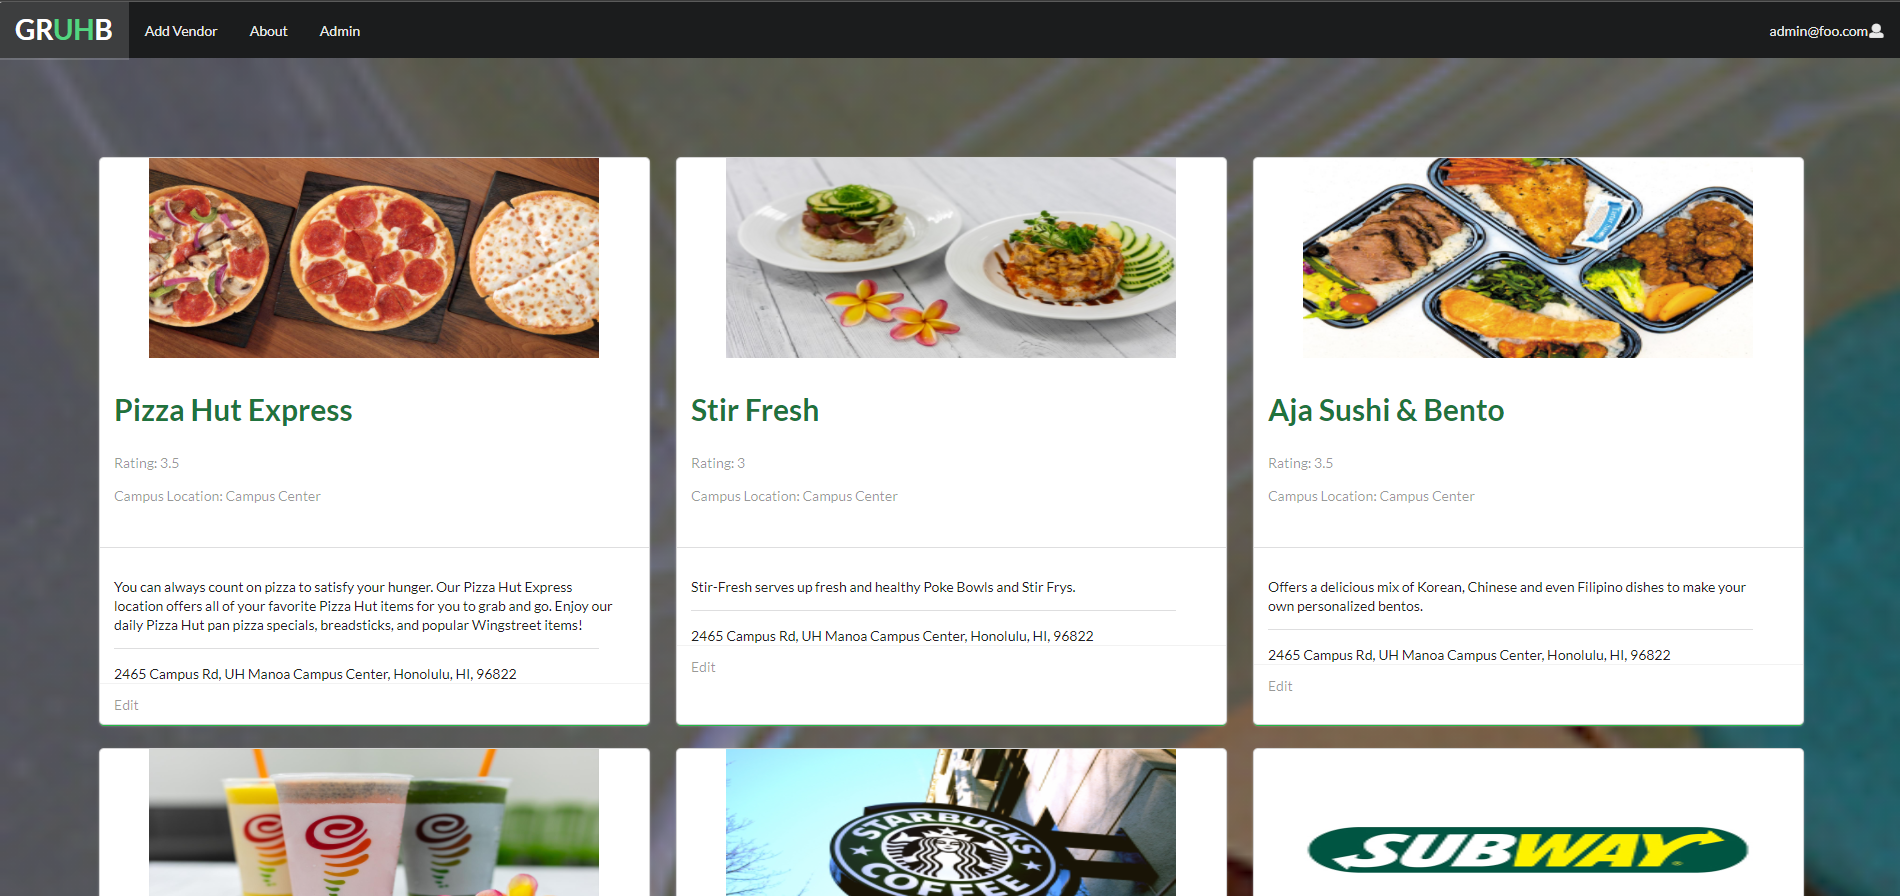 GRUHB Add Vendor About Admin admin@foo.com
Pizza Hut Express
Rating: 3.5
Campus Location: Campus Center
You can always count on pizza to satisfy your hunger. Our Pizza Hut Express
location offers all of your favorite Pizza Hut items for you to grab and go. Enjoy our
daily Pizza Hut pan pizza specials, breadsticks, and popular Wingstreet items!
2465 Campus Rd, UH Manoa Campus Center, Honolulu, HI, 96822
Edit
Stir Fresh
Rating: 3
Campus Location: Campus Center
Stir-Fresh serves up fresh and healthy Poke Bowls and Stir Frys.
2465 Campus Rd, UH Manoa Campus Center, Honolulu, HI, 96822
Edit
Aja Sushi & Bento
Rating: 3.5
Campus Location: Campus Center
Offers a delicious mix of Korean, Chinese and even Filipino dishes to make your
own personalized bentos.
2465 Campus Rd, UH Manoa Campus Center, Honolulu, HI, 96822
Edit
STARBUCKS
COFFEE
SUBWAY